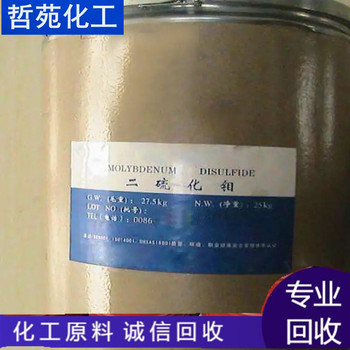 哲苑化工
MOLYBDENUM DISULFIDE
二硫化钼
G.W. (毛重): 27.5kg N.W. (净重): 25kg
LOT NO (批号):
TEL (电话): 0086
专业
回收
化工原料 诚信回收